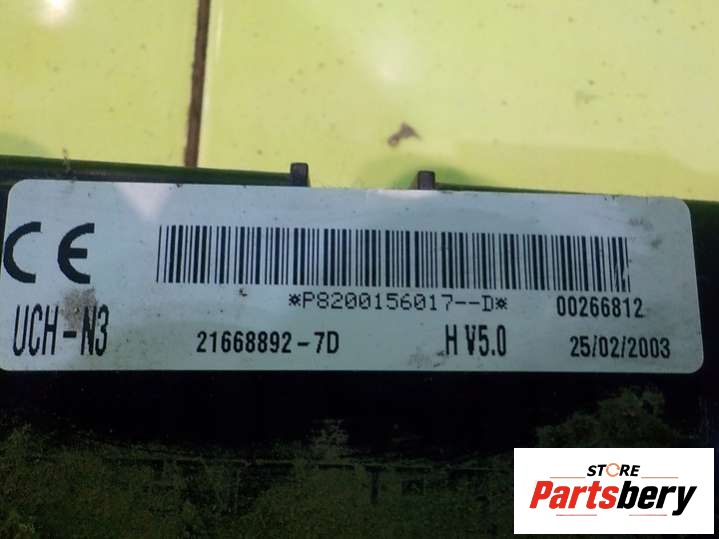 CE
*P8200156017--D* 00266812
UCH-N3 21668892-7D H V5.0 25/02/2003
STORE
Partsbery